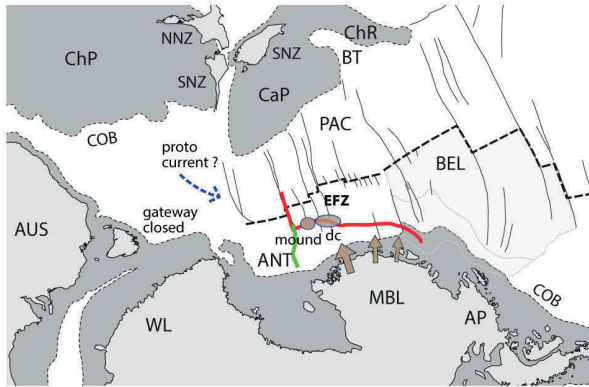 ChP
NNZ
SNZ
SNZ
ChR
BT
CaP
COB
PAC
proto
current ?
BEL
AUS
gateway
closed
EFZ
mound
dc
ANT
WL
MBL
AP
COB